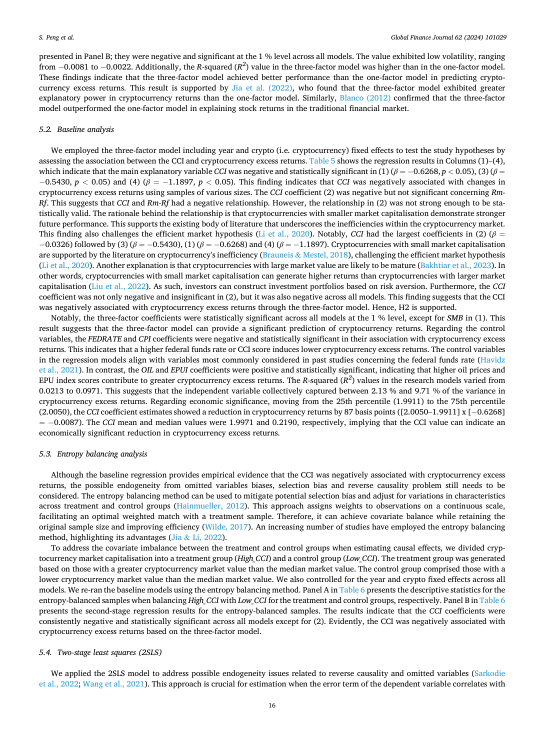 S. Peng et al.
Global Finance Journal 62 (2024) 101029
presented in Panel B; they were negative and significant at the 1 % level across all models. The value exhibited low volatility, ranging
from −0.0081 to −0.0022. Additionally, the R-squared (R²) value in the three-factor model was higher than in the one-factor model.
These findings indicate that the three-factor model achieved better performance than the one-factor model in predicting crypto-
currency excess returns. This result is supported by Jia et al. (2022), who found that the three-factor model exhibited greater
explanatory power in cryptocurrency returns than the one-factor model. Similarly, Blanco (2012) confirmed that the three-factor
model outperformed the one-factor model in explaining stock returns in the traditional financial market.
5.2. Baseline analysis
We employed the three-factor model including year and crypto (i.e. cryptocurrency) fixed effects to test the study hypotheses by
assessing the association between the CCI and cryptocurrency excess returns. Table 5 shows the regression results in Columns (1)–(4),
which indicate that the main explanatory variable CCI was negative and statistically significant in (1) (β = −0.6268, p < 0.05), (3) (β =
−0.5430, p < 0.05) and (4) (β = −1.1897, p < 0.05). This finding indicates that CCI was negatively associated with changes in
cryptocurrency excess returns using samples of various sizes. The CCI coefficient (2) was negative but not significant concerning Rm-
Rf. This suggests that CCI and Rm-Rf had a negative relationship. However, the relationship in (2) was not strong enough to be sta-
tistically valid. The rationale behind the relationship is that cryptocurrencies with smaller market capitalisation demonstrate stronger
future performance. This supports the existing body of literature that underscores the inefficiencies within the cryptocurrency market.
This finding also challenges the efficient market hypothesis (Li et al., 2020). Notably, CCI had the largest coefficients in (2) (β =
−0.0326) followed by (3) (β = −0.5430), (1) (β = −0.6268) and (4) (β = −1.1897). Cryptocurrencies with small market capitalisation
are supported by the literature on cryptocurrency's inefficiency (Brauneis & Mestel, 2018), challenging the efficient market hypothesis
(Li et al., 2020). Another explanation is that cryptocurrencies with large market value are likely to be mature (Bakhtiar et al., 2023). In
other words, cryptocurrencies with small market capitalisation can generate higher returns than cryptocurrencies with larger market
capitalisation (Liu et al., 2022). As such, investors can construct investment portfolios based on risk aversion. Furthermore, the CCI
coefficient was not only negative and insignificant in (2), but it was also negative across all models. This finding suggests that the CCI
was negatively associated with cryptocurrency excess returns through the three-factor model. Hence, H2 is supported.
Notably, the three-factor coefficients were statistically significant across all models at the 1 % level, except for SMB in (1). This
result suggests that the three-factor model can provide a significant prediction of cryptocurrency returns. Regarding the control
variables, the FEDRATE and CPI coefficients were negative and statistically significant in their association with cryptocurrency excess
returns. This indicates that a higher federal funds rate or CCI score induces lower cryptocurrency excess returns. The control variables
in the regression models align with variables most commonly considered in past studies concerning the federal funds rate (Havidz
et al., 2021). In contrast, the OIL and EPUI coefficients were positive and statistically significant, indicating that higher oil prices and
EPU index scores contribute to greater cryptocurrency excess returns. The R-squared (R²) values in the research models varied from
0.0213 to 0.0971. This suggests that the independent variable collectively captured between 2.13 % and 9.71 % of the variance in
cryptocurrency excess returns. Regarding economic significance, moving from the 25th percentile (1.9911) to the 75th percentile
(2.0050), the CCI coefficient estimates showed a reduction in cryptocurrency returns by 87 basis points ([2.0050–1.9911] x [−0.6268]
= −0.0087). The CCI mean and median values were 1.9971 and 0.2190, respectively, implying that the CCI value can indicate an
economically significant reduction in cryptocurrency excess returns.
5.3. Entropy balancing analysis
Although the baseline regression provides empirical evidence that the CCI was negatively associated with cryptocurrency excess
returns, the possible endogeneity from omitted variables biases, selection bias and reverse causality problem still needs to be
considered. The entropy balancing method can be used to mitigate potential selection bias and adjust for variations in characteristics
across treatment and control groups (Hainmueller, 2012). This approach assigns weights to observations on a continuous scale,
facilitating an optimal weighted match with a treatment sample. Therefore, it can achieve covariate balance while retaining the
original sample size and improving efficiency (Wilde, 2017). An increasing number of studies have employed the entropy balancing
method, highlighting its advantages (Jia & Li, 2022).
To address the covariate imbalance between the treatment and control groups when estimating causal effects, we divided cryp-
tocurrency market capitalisation into a treatment group (High_CCI) and a control group (Low_CCI). The treatment group was generated
based on those with a greater cryptocurrency market value than the median market value. The control group comprised those with a
lower cryptocurrency market value than the median market value. We also controlled for the year and crypto fixed effects across all
models. We re-ran the baseline models using the entropy balancing method. Panel A in Table 6 presents the descriptive statistics for the
entropy-balanced samples when balancing High_CCI with Low_CCI for the treatment and control groups, respectively. Panel B in Table 6
presents the second-stage regression results for the entropy-balanced samples. The results indicate that the CCI coefficients were
consistently negative and statistically significant across all models except for (2). Evidently, the CCI was negatively associated with
cryptocurrency excess returns based on the three-factor model.
5.4. Two-stage least squares (2SLS)
We applied the 2SLS model to address possible endogeneity issues related to reverse causality and omitted variables (Sarkodie
et al., 2022; Wang et al., 2021). This approach is crucial for estimation when the error term of the dependent variable correlates with
16